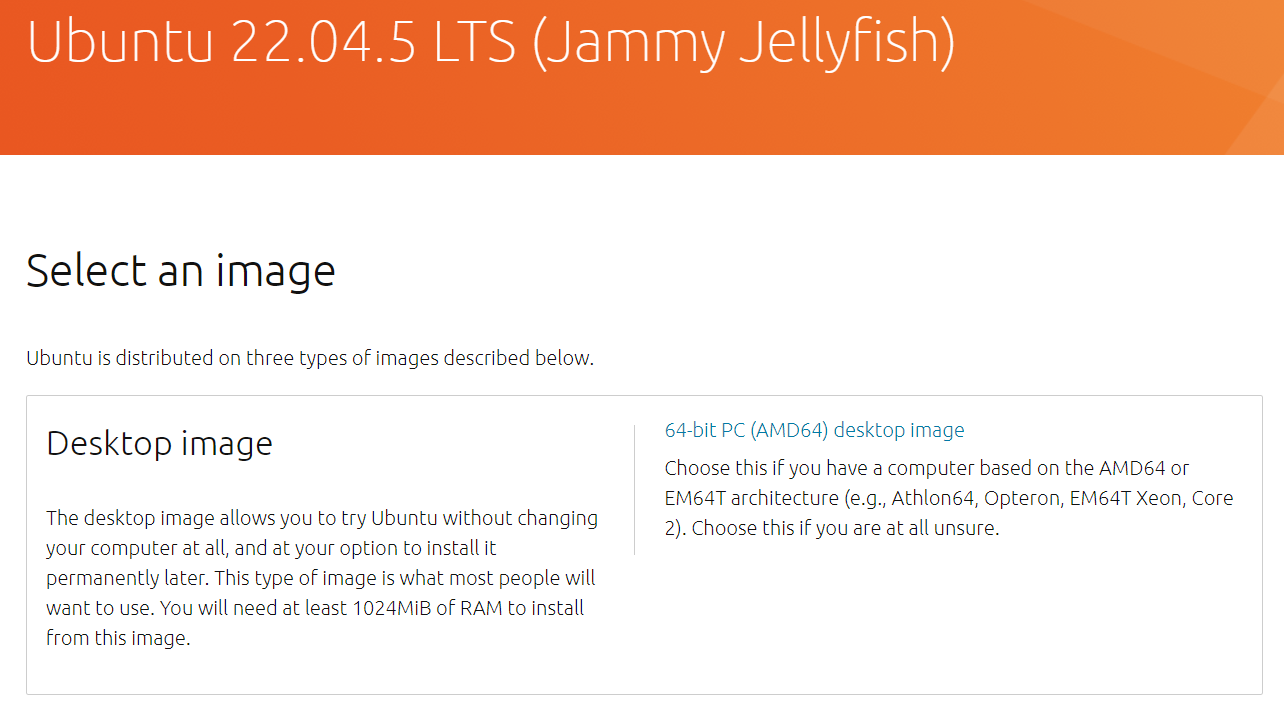 Ubuntu 22.04.5 LTS (Jammy Jellyfish)
Select an image
Ubuntu is distributed on three types of images described below.
Desktop image
The desktop image allows you to try Ubuntu without changing
your computer at all, and at your option to install it
permanently later. This type of image is what most people will
want to use. You will need at least 1024MiB of RAM to install
from this image.
64-bit PC (AMD64) desktop image
Choose this if you have a computer based on the AMD64 or
EM64T architecture (e.g., Athlon64, Opteron, EM64T Xeon, Core
2). Choose this if you are at all unsure.